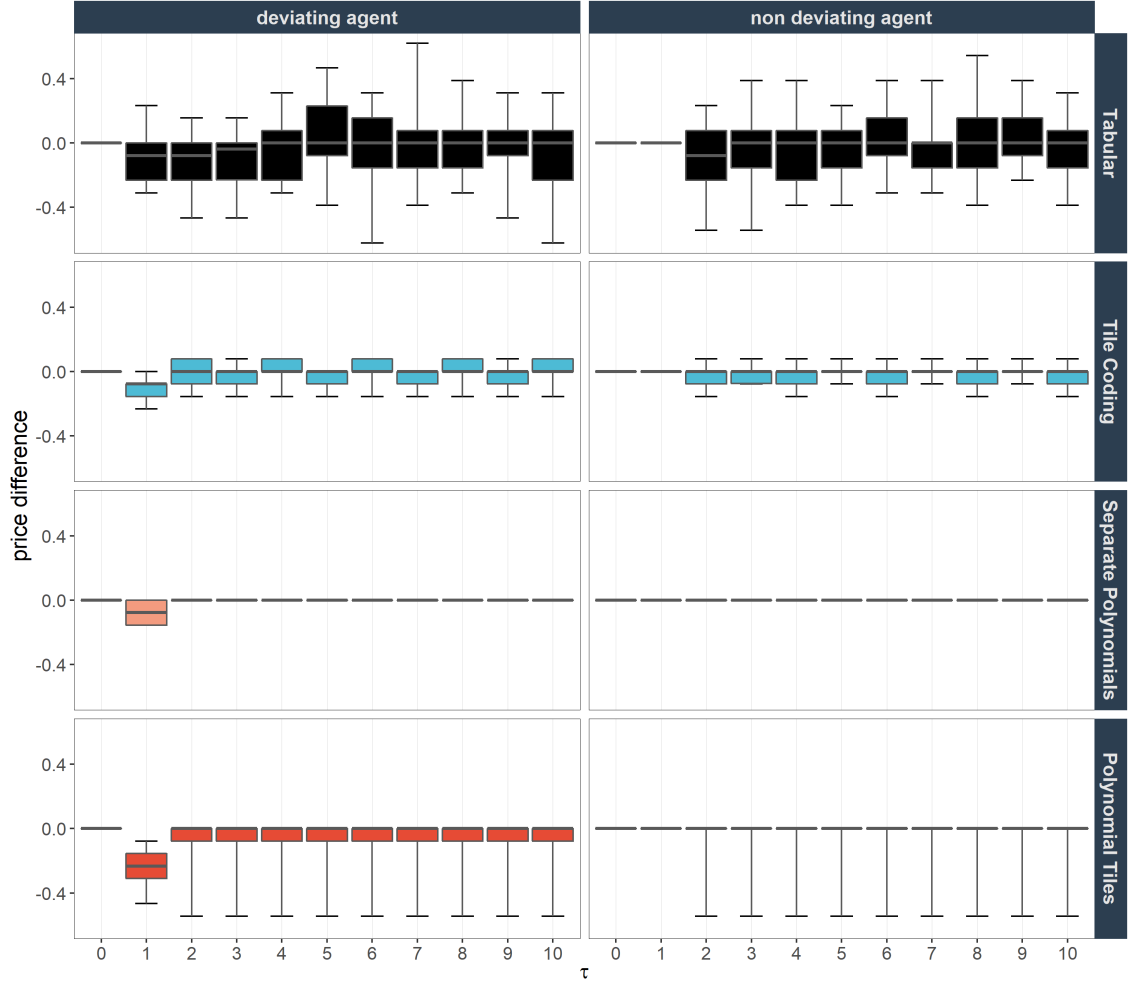 deviating agent
non deviating agent
0.4
0.0
-0.4
Tabular
0.4
0.0
-0.4
Tile Coding
0.4
0.0
-0.4
Separate Polynomials
0.4
0.0
-0.4
Polynomial Tiles
price difference
0 1 2 3 4 5 6 7 8 9 10
0 1 2 3 4 5 6 7 8 9 10
τ